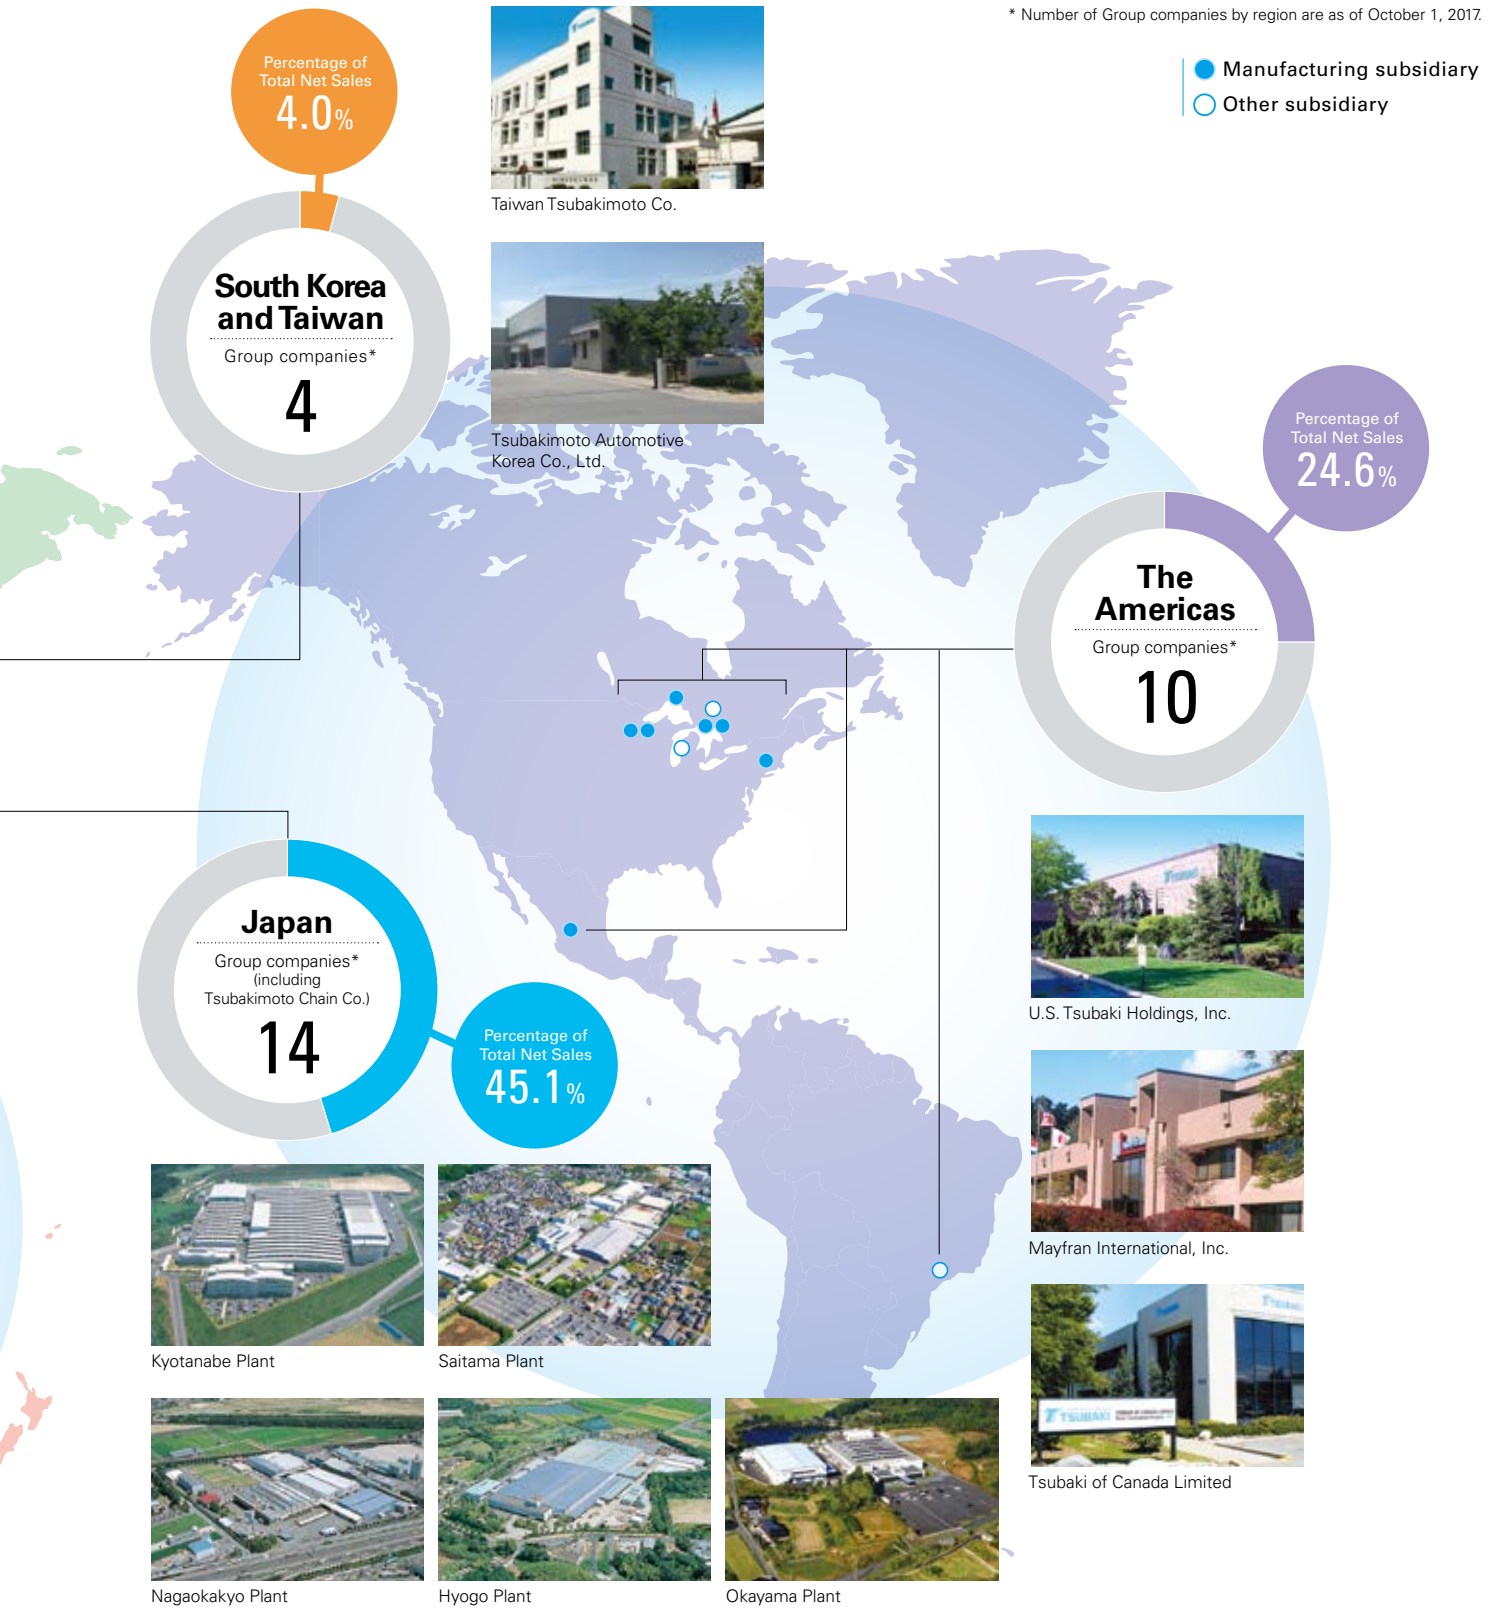 * Number of Group companies by region are as of October 1, 2017.
Manufacturing subsidiary
Other subsidiary
Percentage of
Total Net Sales
4.0%
South Korea
and Taiwan
Group companies*
4
Taiwan Tsubakimoto Co.
Tsubakimoto Automotive
Korea Co., Ltd.
Percentage of
Total Net Sales
24.6%
The
Americas
Group companies*
10
Japan
Group companies*
(including
Tsubakimoto Chain Co.)
14
Percentage of
Total Net Sales
45.1%
TSUBAKI
U.S. Tsubaki Holdings, Inc.
Mayfran International, Inc.
TSUBAKI
Tsubaki of Canada Limited
Kyotanabe Plant
Saitama Plant
Nagaokakyo Plant
Hyogo Plant
Okayama Plant